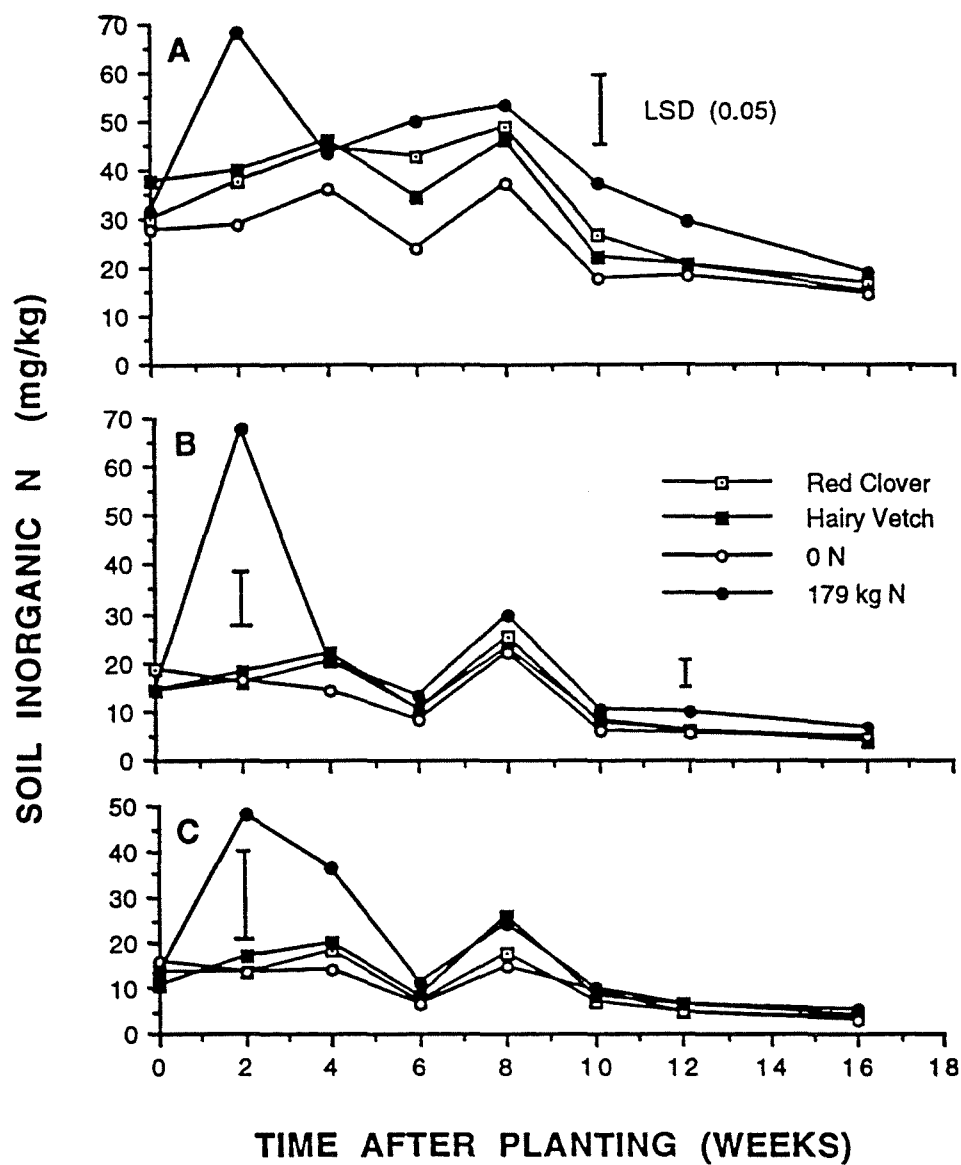 SOIL INORGANIC N (mg/kg)
70
60
50
40
30
20
10
0
A
LSD (0.05)
70
60
50
40
30
20
10
0
B
Red Clover
Hairy Vetch
0 N
179 kg N
50
40
30
20
10
0
C
0 2 4 6 8 10 12 14 16 18
TIME AFTER PLANTING (WEEKS)